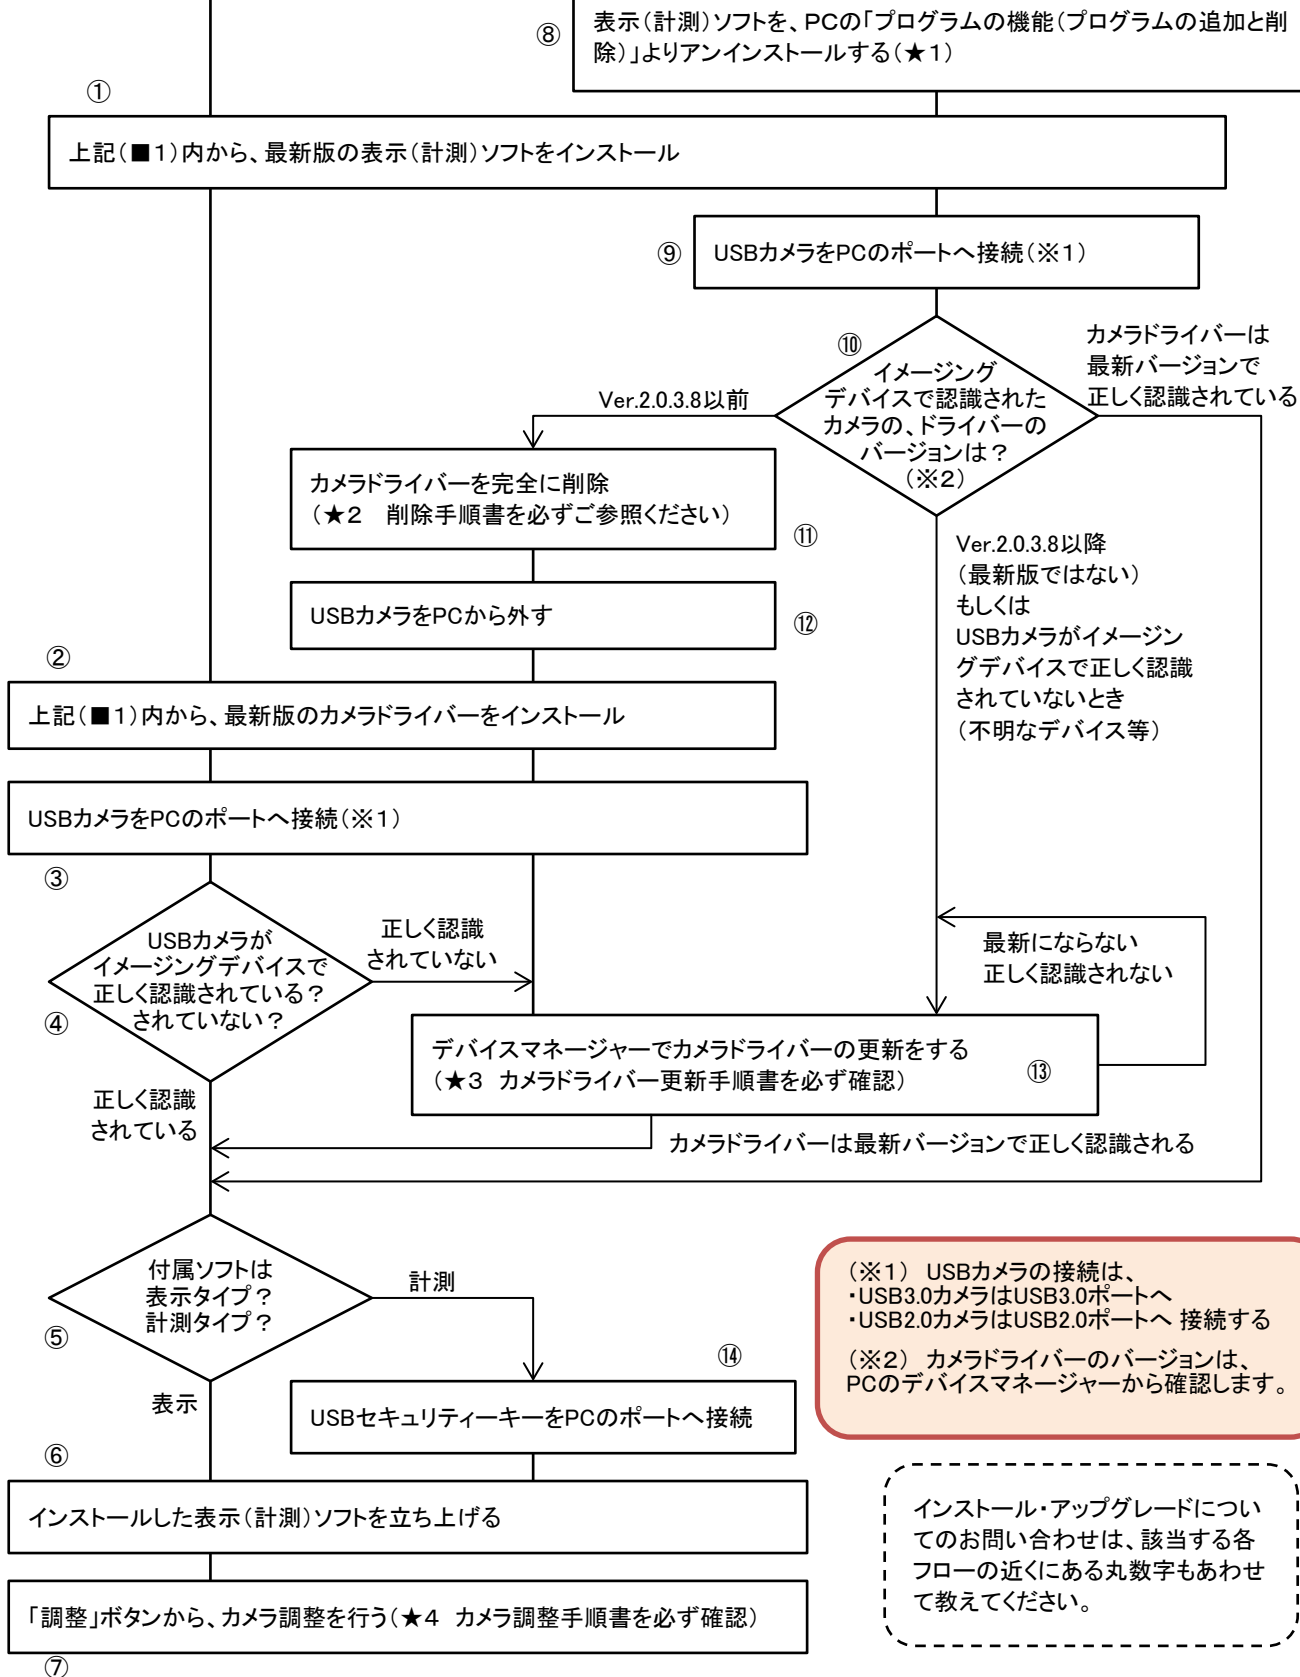 ⑧
表示(計測)ソフトを、PCの「プログラムの機能(プログラムの追加と削
除)」よりアンインストールする(★1)
①
上記(■1)内から、最新版の表示(計測)ソフトをインストール
⑨
USBカメラをPCのポートへ接続(※1)
⑩
イメージング
デバイスで認識された
カメラの、ドライバーの
バージョンは?
(※2)
カメラドライバーは
最新バージョンで
正しく認識されている
Ver.2.0.3.8以前
カメラドライバーを完全に削除
(★2 削除手順書を必ずご参照ください)
⑪
Ver.2.0.3.8以降
(最新版ではない)
もしくは
USBカメラがイメージン
グデバイスで正しく認識
されていないとき
(不明なデバイス等)
USBカメラをPCから外す
⑫
②
上記(■1)内から、最新版のカメラドライバーをインストール
USBカメラをPCのポートへ接続(※1)
③
USBカメラが
イメージングデバイスで
正しく認識されている?
されていない?
④
正しく認識
されていない
最新にならない
正しく認識されない
デバイスマネージャーでカメラドライバーの更新をする
(★3 カメラドライバー更新手順書を必ず確認)
⑬
正しく認識
されている
カメラドライバーは最新バージョンで正しく認識される
付属ソフトは
表示タイプ?
計測タイプ?
⑤
計測
表示
⑭
USBセキュリティーキーをPCのポートへ接続
(※1) USBカメラの接続は、
・USB3.0カメラはUSB3.0ポートへ
・USB2.0カメラはUSB2.0ポートへ 接続する
(※2) カメラドライバーのバージョンは、
PCのデバイスマネージャーから確認します。
⑥
インストールした表示(計測)ソフトを立ち上げる
インストール・アップグレードについ
てのお問い合わせは、該当する各
フローの近くにある丸数字もあわせ
て教えてください。
「調整」ボタンから、カメラ調整を行う(★4 カメラ調整手順書を必ず確認)
⑦